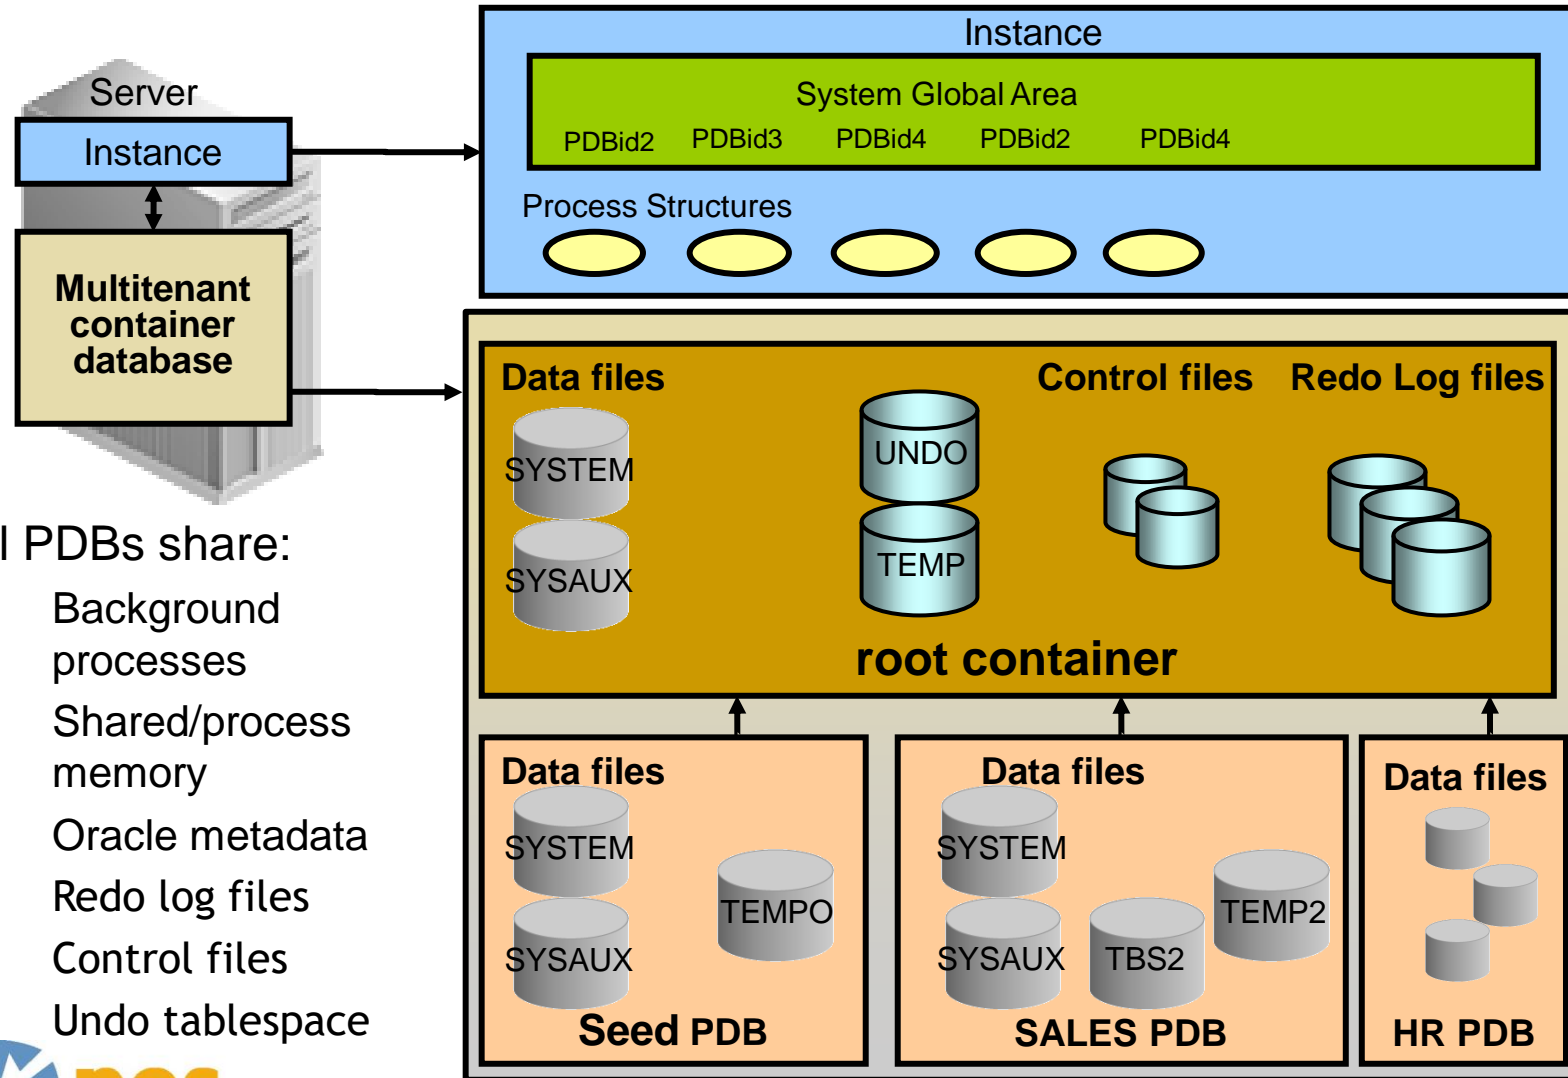 Server
Instance
Multitenant
container
database
l PDBs share:
Background
processes
Shared/process
memory
Oracle metadata
Redo log files
Control files
Undo tablespace
Instance
System Global Area
PDBid2 PDBid3 PDBid4 PDBid2 PDBid4
Process Structures
Data files
Control files
Redo Log files
SYSTEM
SYSAUX
UNDO
TEMP
root container
Data files
SYSTEM
SYSAUX
TEMPO
Seed PDB
Data files
SYSTEM
SYSAUX
TBS2
TEMP2
SALES PDB
Data files
HR PDB